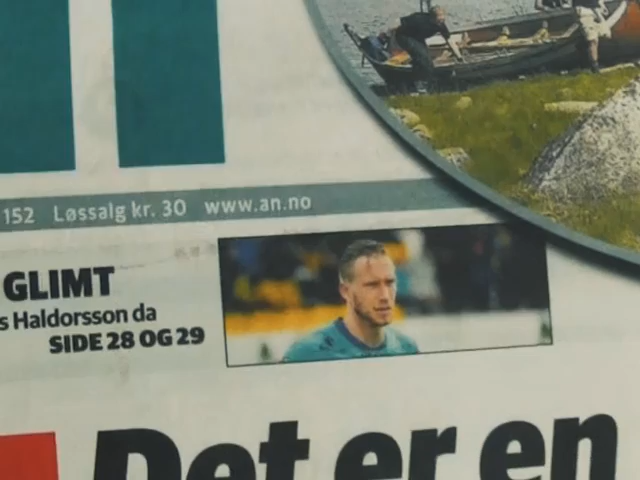 152 Løssalg kr. 30 www.an.no
GLIMT
s Haldorsson da
SIDE 28 OG 29
Det er en